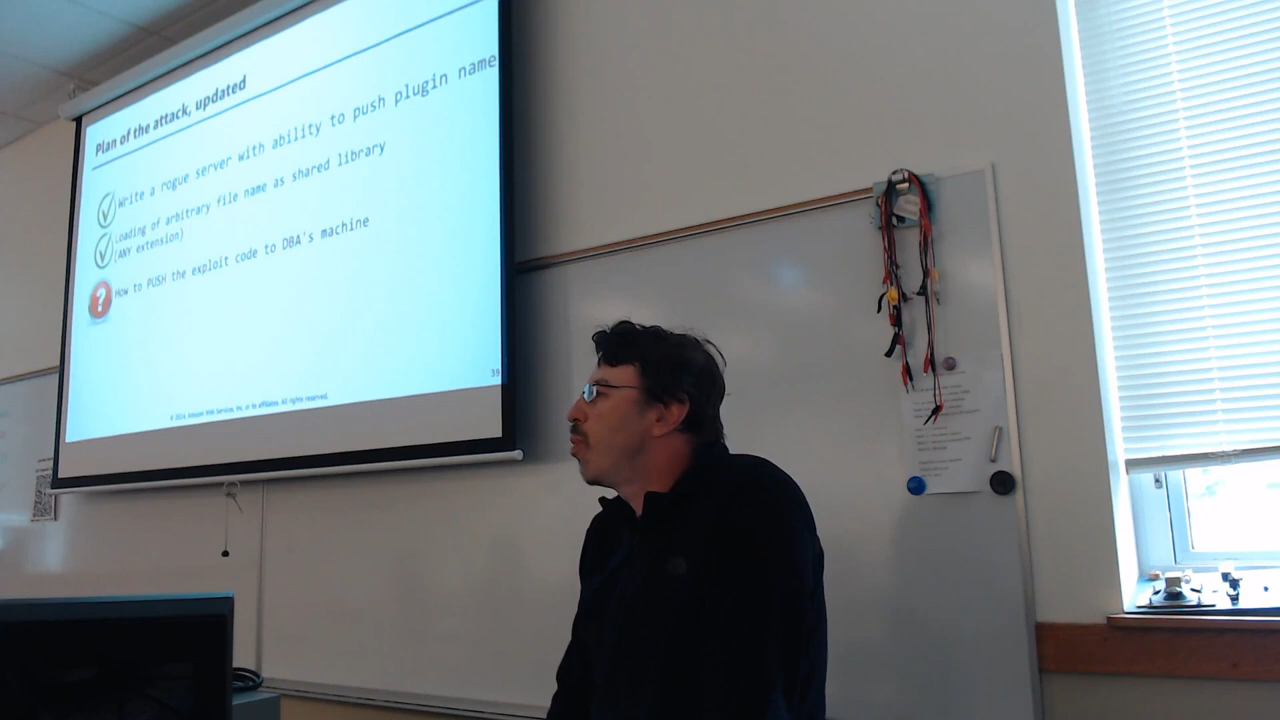 Plan of the attack, updated
Write a rogue server with ability to push plugin name
Loading of arbitrary file name as shared library
(ANY extension)
?
How to PUSH the exploit code to DBA's machine
39
© 2024, Amazon Web Services, Inc. or its affiliates. All rights reserved.